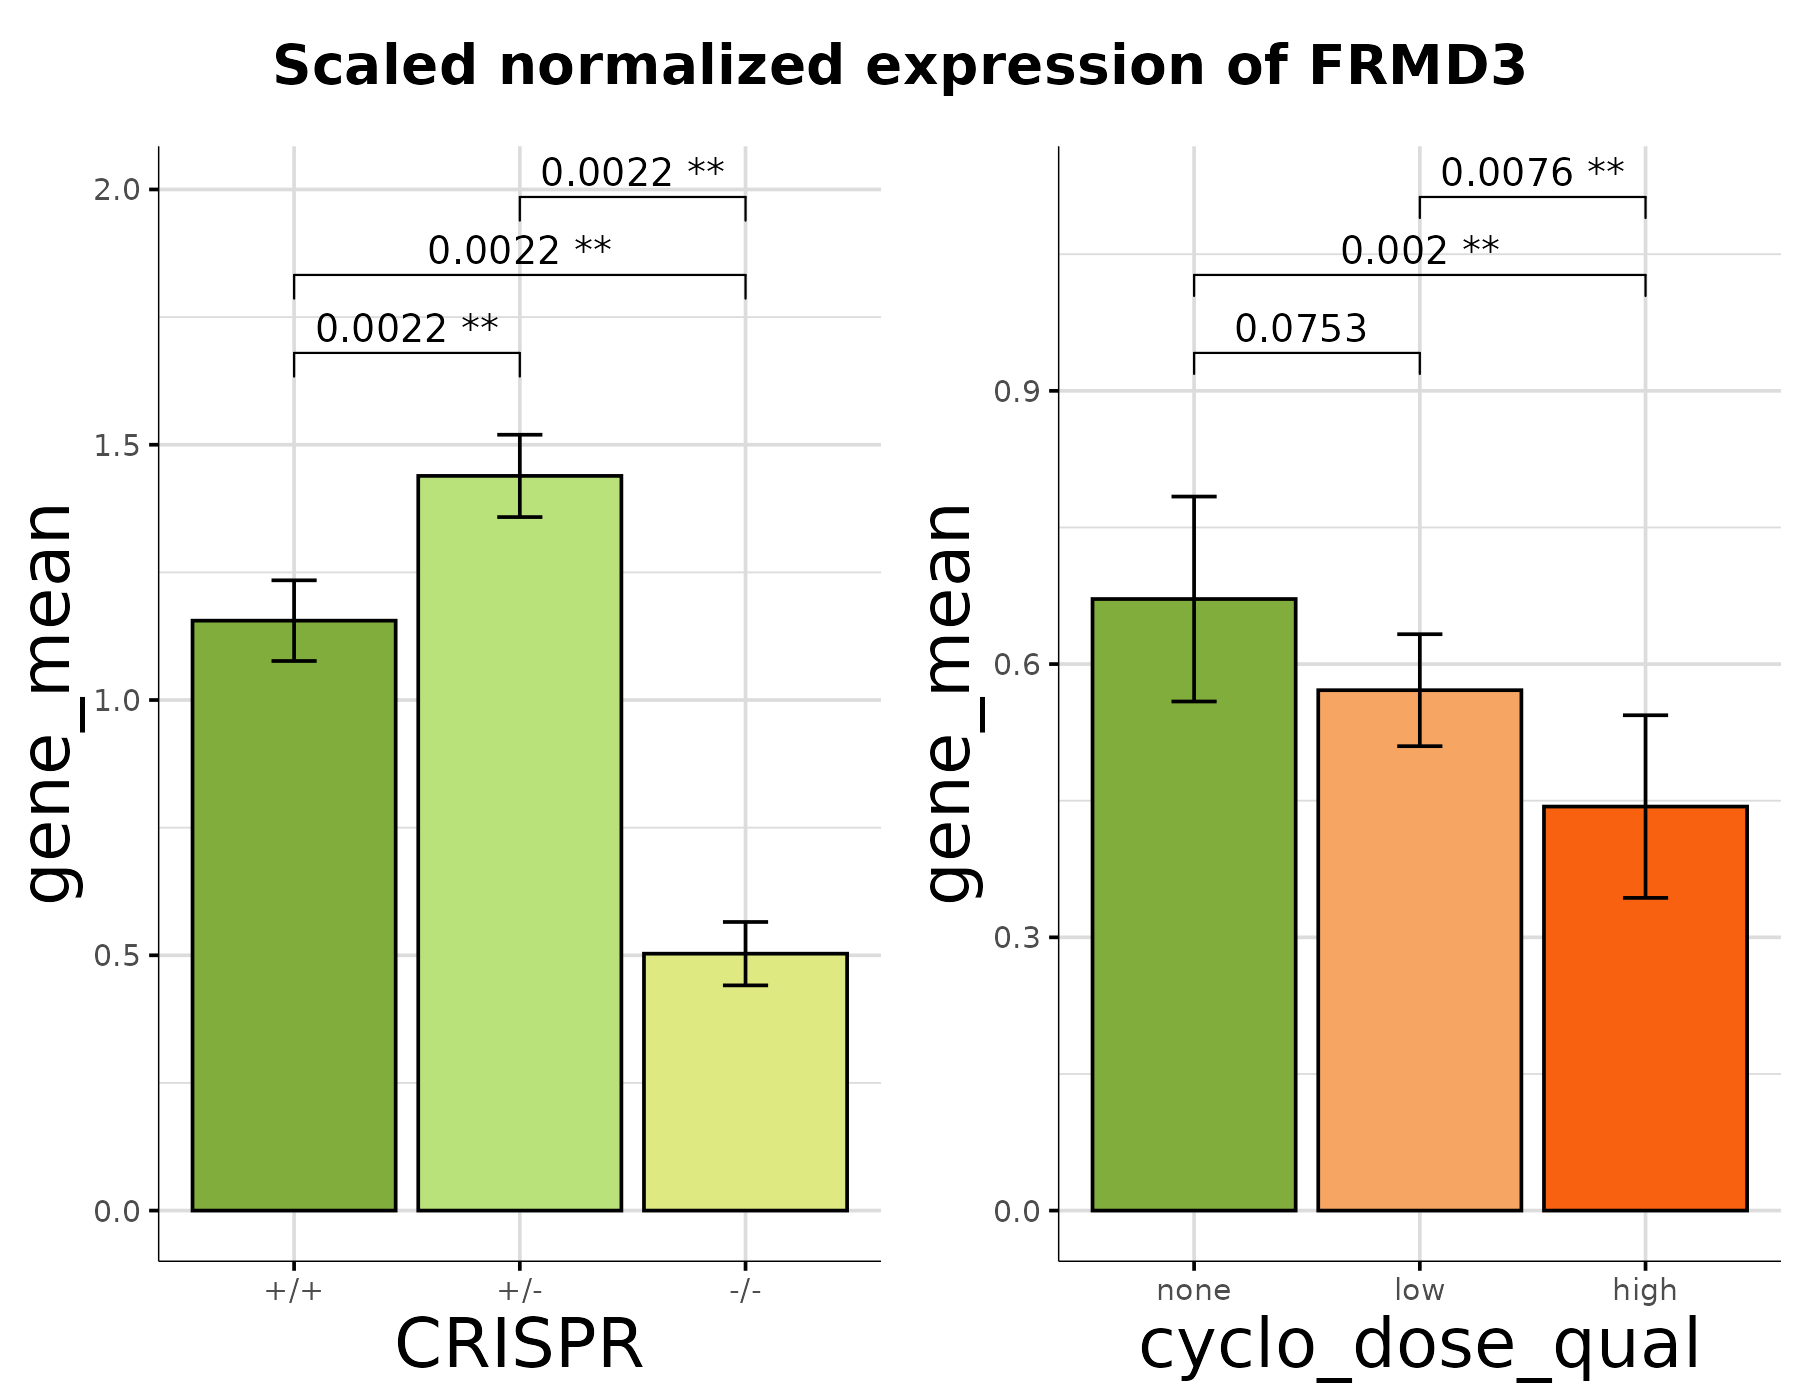 Scaled normalized expression of FRMD3
gene_mean
2.0
1.5
1.0
0.5
0.0
0.0022 **
0.0022 **
0.0022 **
+/+ +/- -/-
CRISPR
gene_mean
0.9
0.6
0.3
0.0
0.0076 **
0.002 **
0.0753
none low high
cyclo_dose_qual